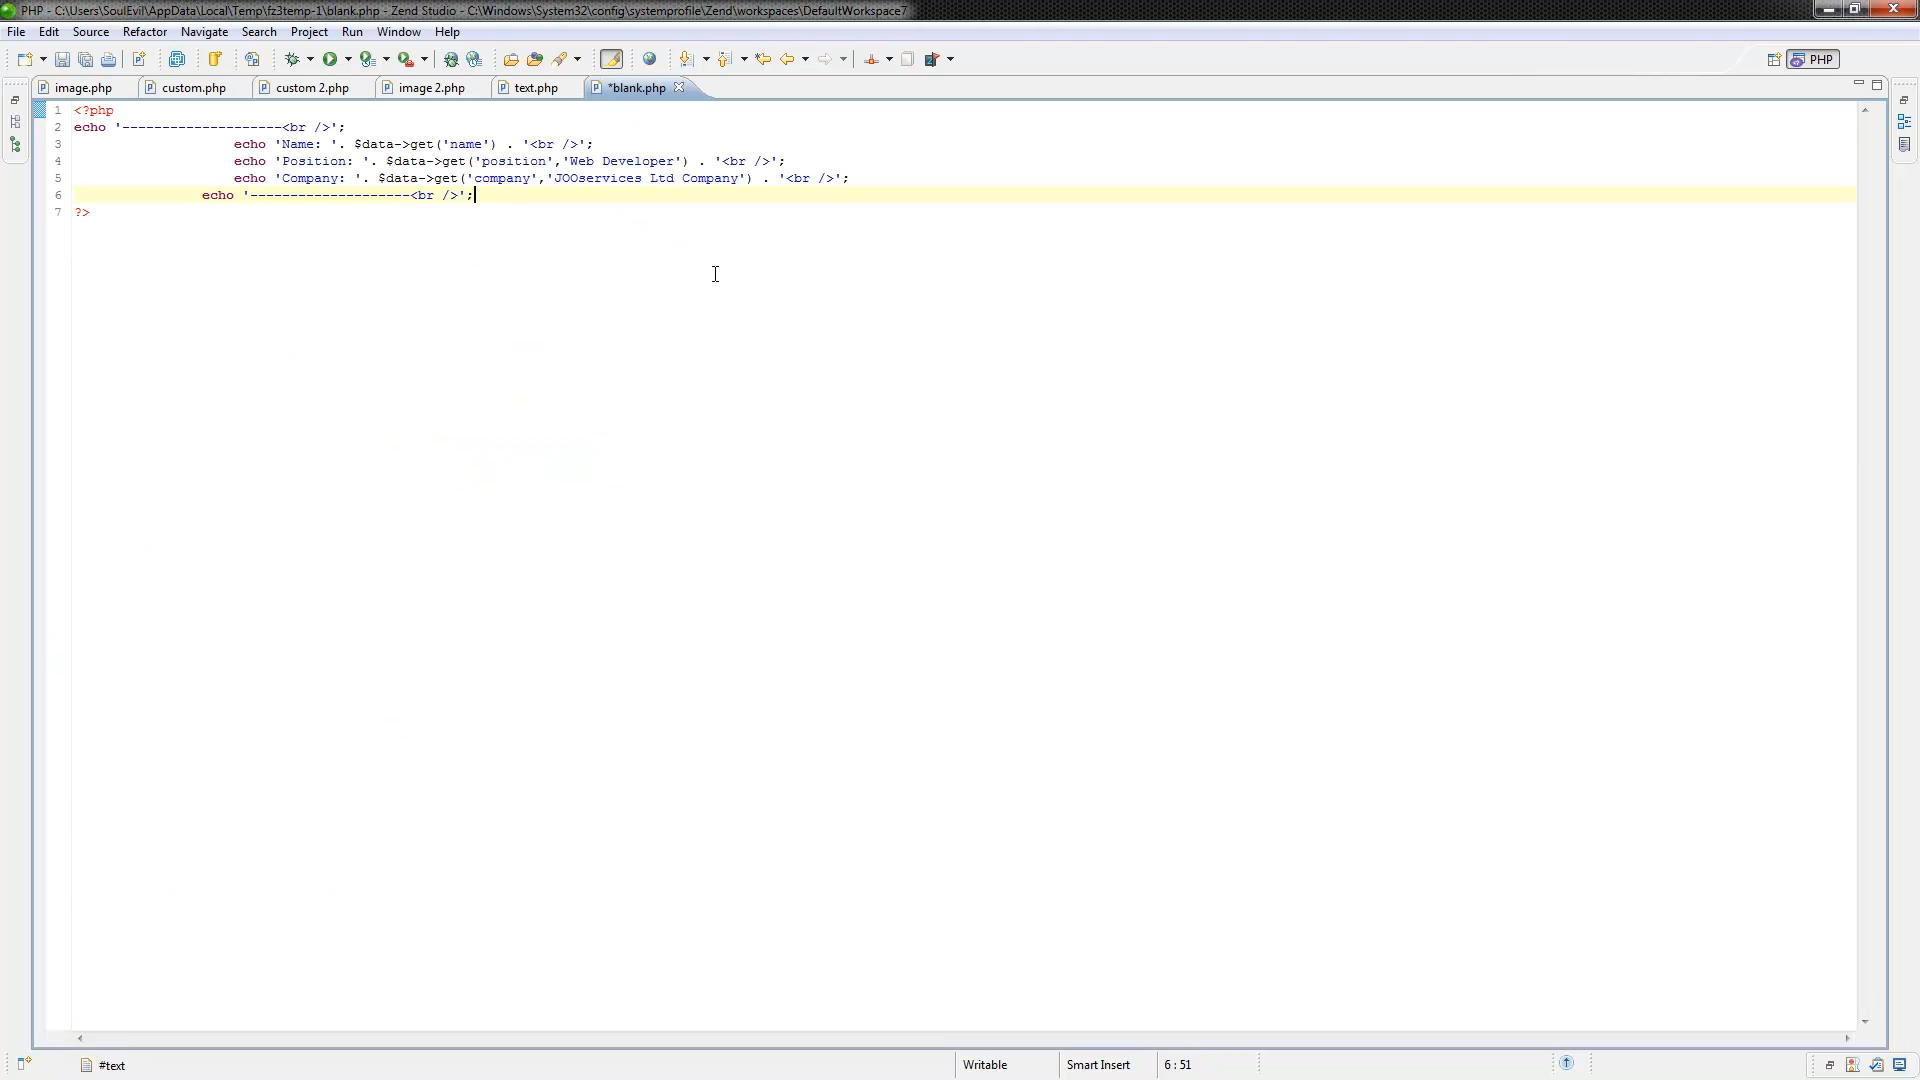 PHP - C:\Users\SoulEvil\AppData\Local\Temp\fz3temp-1\blank.php - Zend Studio - C:\Windows\System32\config\systemprofile\Zend\workspaces\DefaultWorkspace7
File Edit Source Refactor Navigate Search Project Run Window Help
PHP
image.php custom.php custom 2.php image 2.php text.php *blank.php
1 <?php
2 echo '--------------------<br />';
3 echo 'Name: '. $data->get('name') . '<br />';
4 echo 'Position: '. $data->get('position','Web Developer') . '<br />';
5 echo 'Company: '. $data->get('company','JOOservices Ltd Company') . '<br />';
6 echo '--------------------<br />';
7 ?>
#text Writable Smart Insert 6 : 51